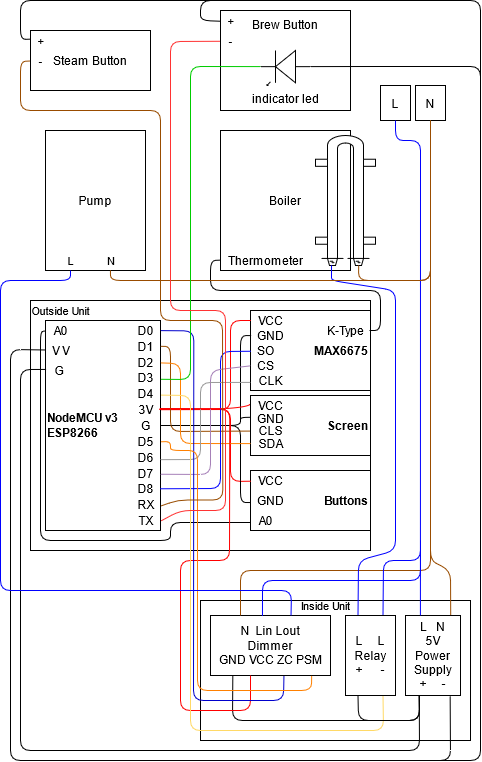 +
- Steam Button
+ Brew Button
-
indicator led
L N
Pump
L N
Boiler
Thermometer
Outside Unit
A0 D0
VV D1
G D2
D3
D4
3V
NodeMCU v3 G
ESP8266 D5
D6
D7
D8
RX
TX
VCC
GND K-Type
SO MAX6675
CS
CLK
VCC
GND Screen
CLS
SDA
VCC
GND Buttons
A0
Inside Unit
N Lin Lout
Dimmer
GND VCC ZC PSM
L L
Relay
+ -
L N
5V
Power
Supply
+ -